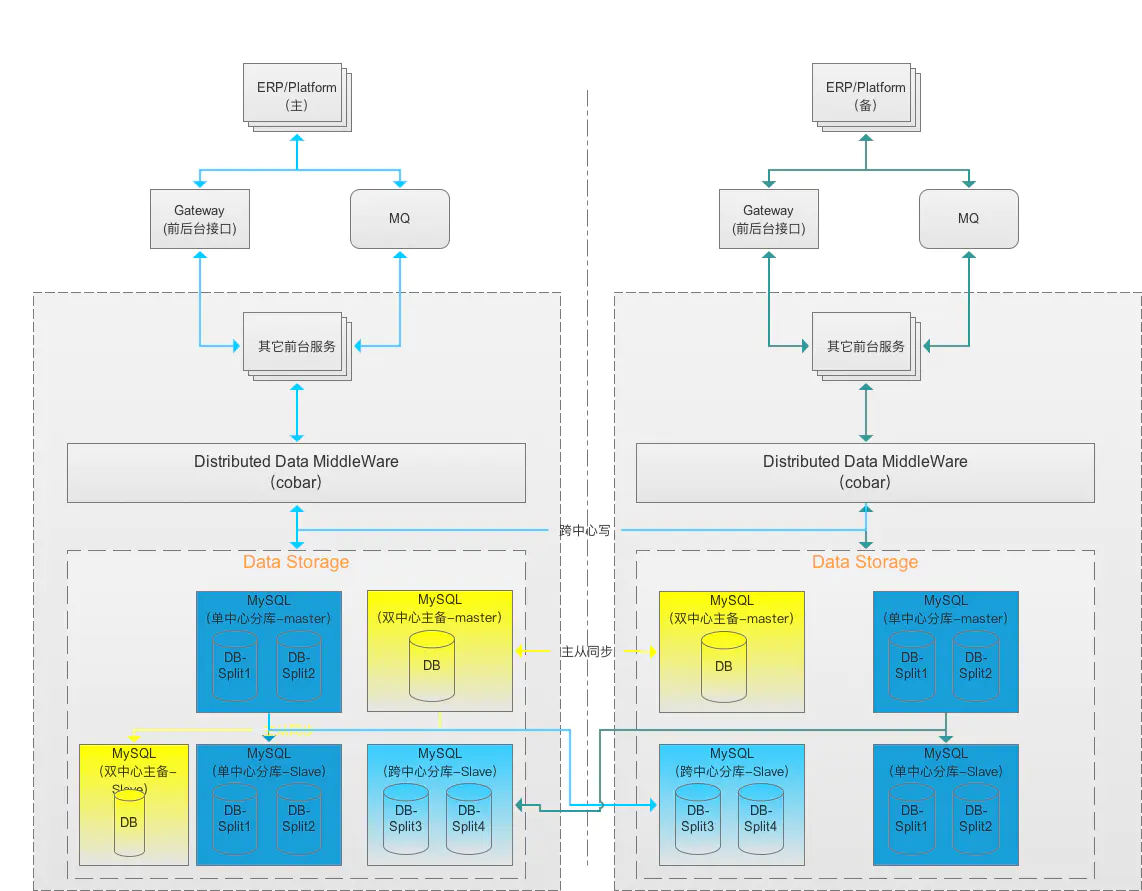 ERP/Platform
（主）
ERP/Platform
（备）
Gateway
(前后台接口)
MQ
Gateway
(前后台接口)
MQ
其它前台服务
其它前台服务
Distributed Data MiddleWare
（cobar）
Distributed Data MiddleWare
（cobar）
跨中心写
Data Storage
Data Storage
MySQL
（单中心分库-master）
DB-
Split1
DB-
Split2
MySQL
（双中心主备-master）
DB
主从同步
MySQL
（双中心主备-master）
DB
MySQL
（单中心分库-master）
DB-
Split1
DB-
Split2
MySQL
（双中心主备-
Slave）
DB
MySQL
（单中心分库-Slave）
DB-
Split1
DB-
Split2
MySQL
（跨中心分库-Slave）
DB-
Split3
DB-
Split4
MySQL
（跨中心分库-Slave）
DB-
Split3
DB-
Split4
MySQL
（单中心分库-Slave）
DB-
Split1
DB-
Split2